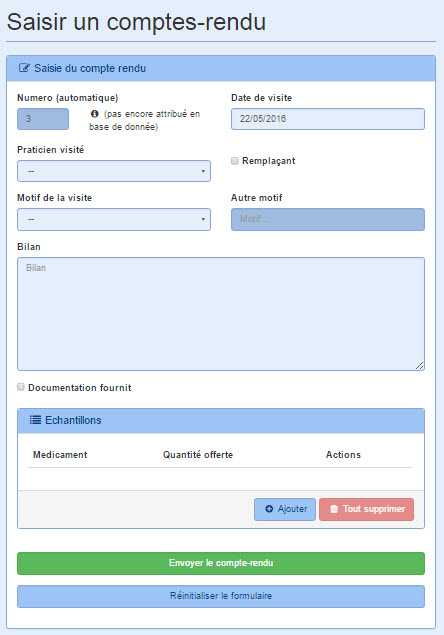 Saisir un comptes-rendu
Saisie du compte rendu
Numero (automatique)
3
(pas encore attribué en
base de donnée)
Date de visite
22/05/2016
Praticien visité
--
Remplaçant
Motif de la visite
--
Autre motif
Motif...
Bilan
Bilan
Documentation fournit
Echantillons
Medicament Quantité offerte Actions
Ajouter Tout supprimer
Envoyer le compte-rendu
Réinitialiser le formulaire